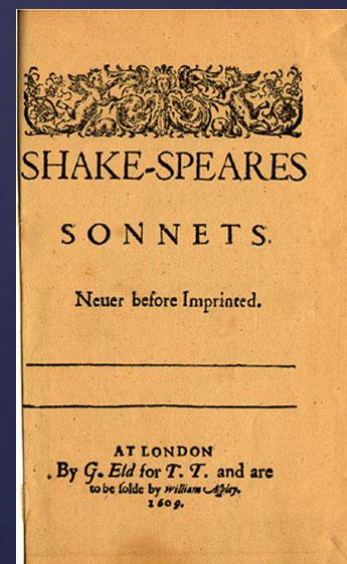 SHAKE-SPEARES
SONNETS.
Neuer before Imprinted.
AT LONDON
By G. Eld for T. T. and are
to be solde by William Aspley.
1609.